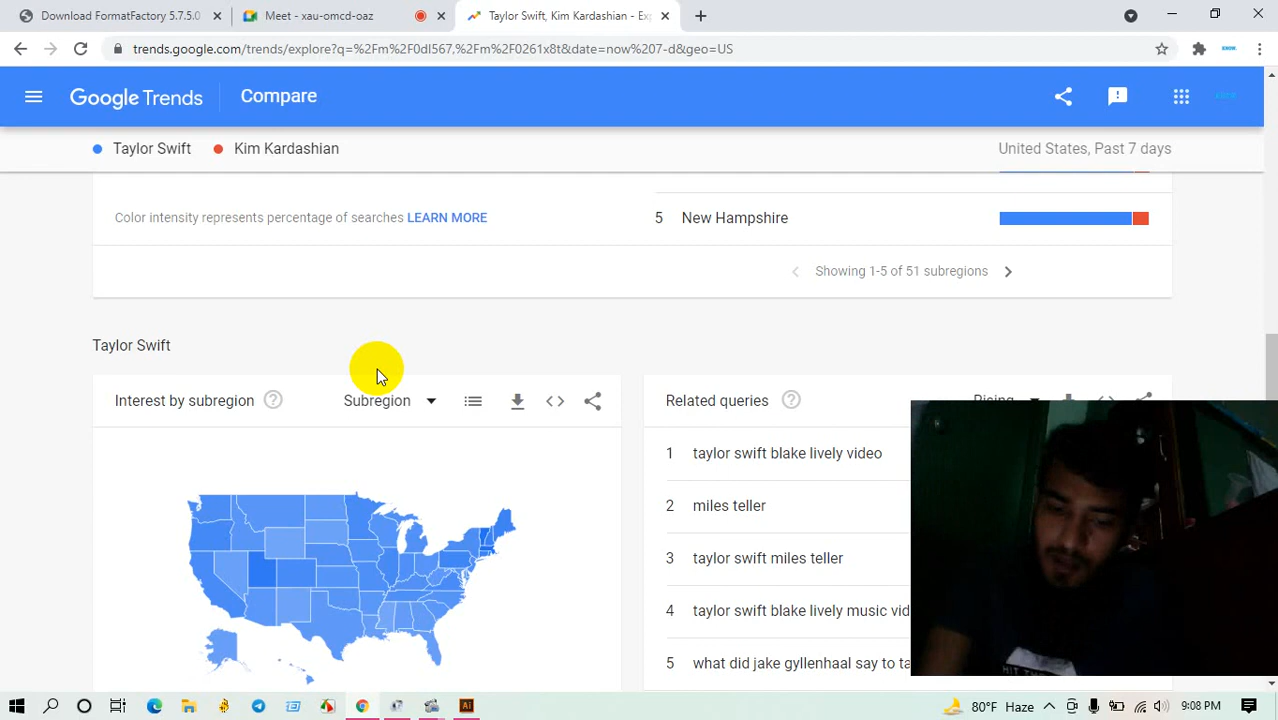 Download FormatFactory 5.7.5.0
Meet - xau-omcd-oaz
Taylor Swift, Kim Kardashian - Exp
trends.google.com/trends/explore?q=%2Fm%2F0dl567,%2Fm%2F0261x8t&date=now%207-d&geo=US
Google Trends
Compare
Taylor Swift
Kim Kardashian
United States, Past 7 days
Color intensity represents percentage of searches LEARN MORE
5 New Hampshire
Showing 1-5 of 51 subregions
Taylor Swift
Interest by subregion
Subregion
Related queries
Rising
1 taylor swift blake lively video
2 miles teller
3 taylor swift miles teller
4 taylor swift blake lively music vid
5 what did jake gyllenhaal say to ta
80°F Haze
9:08 PM